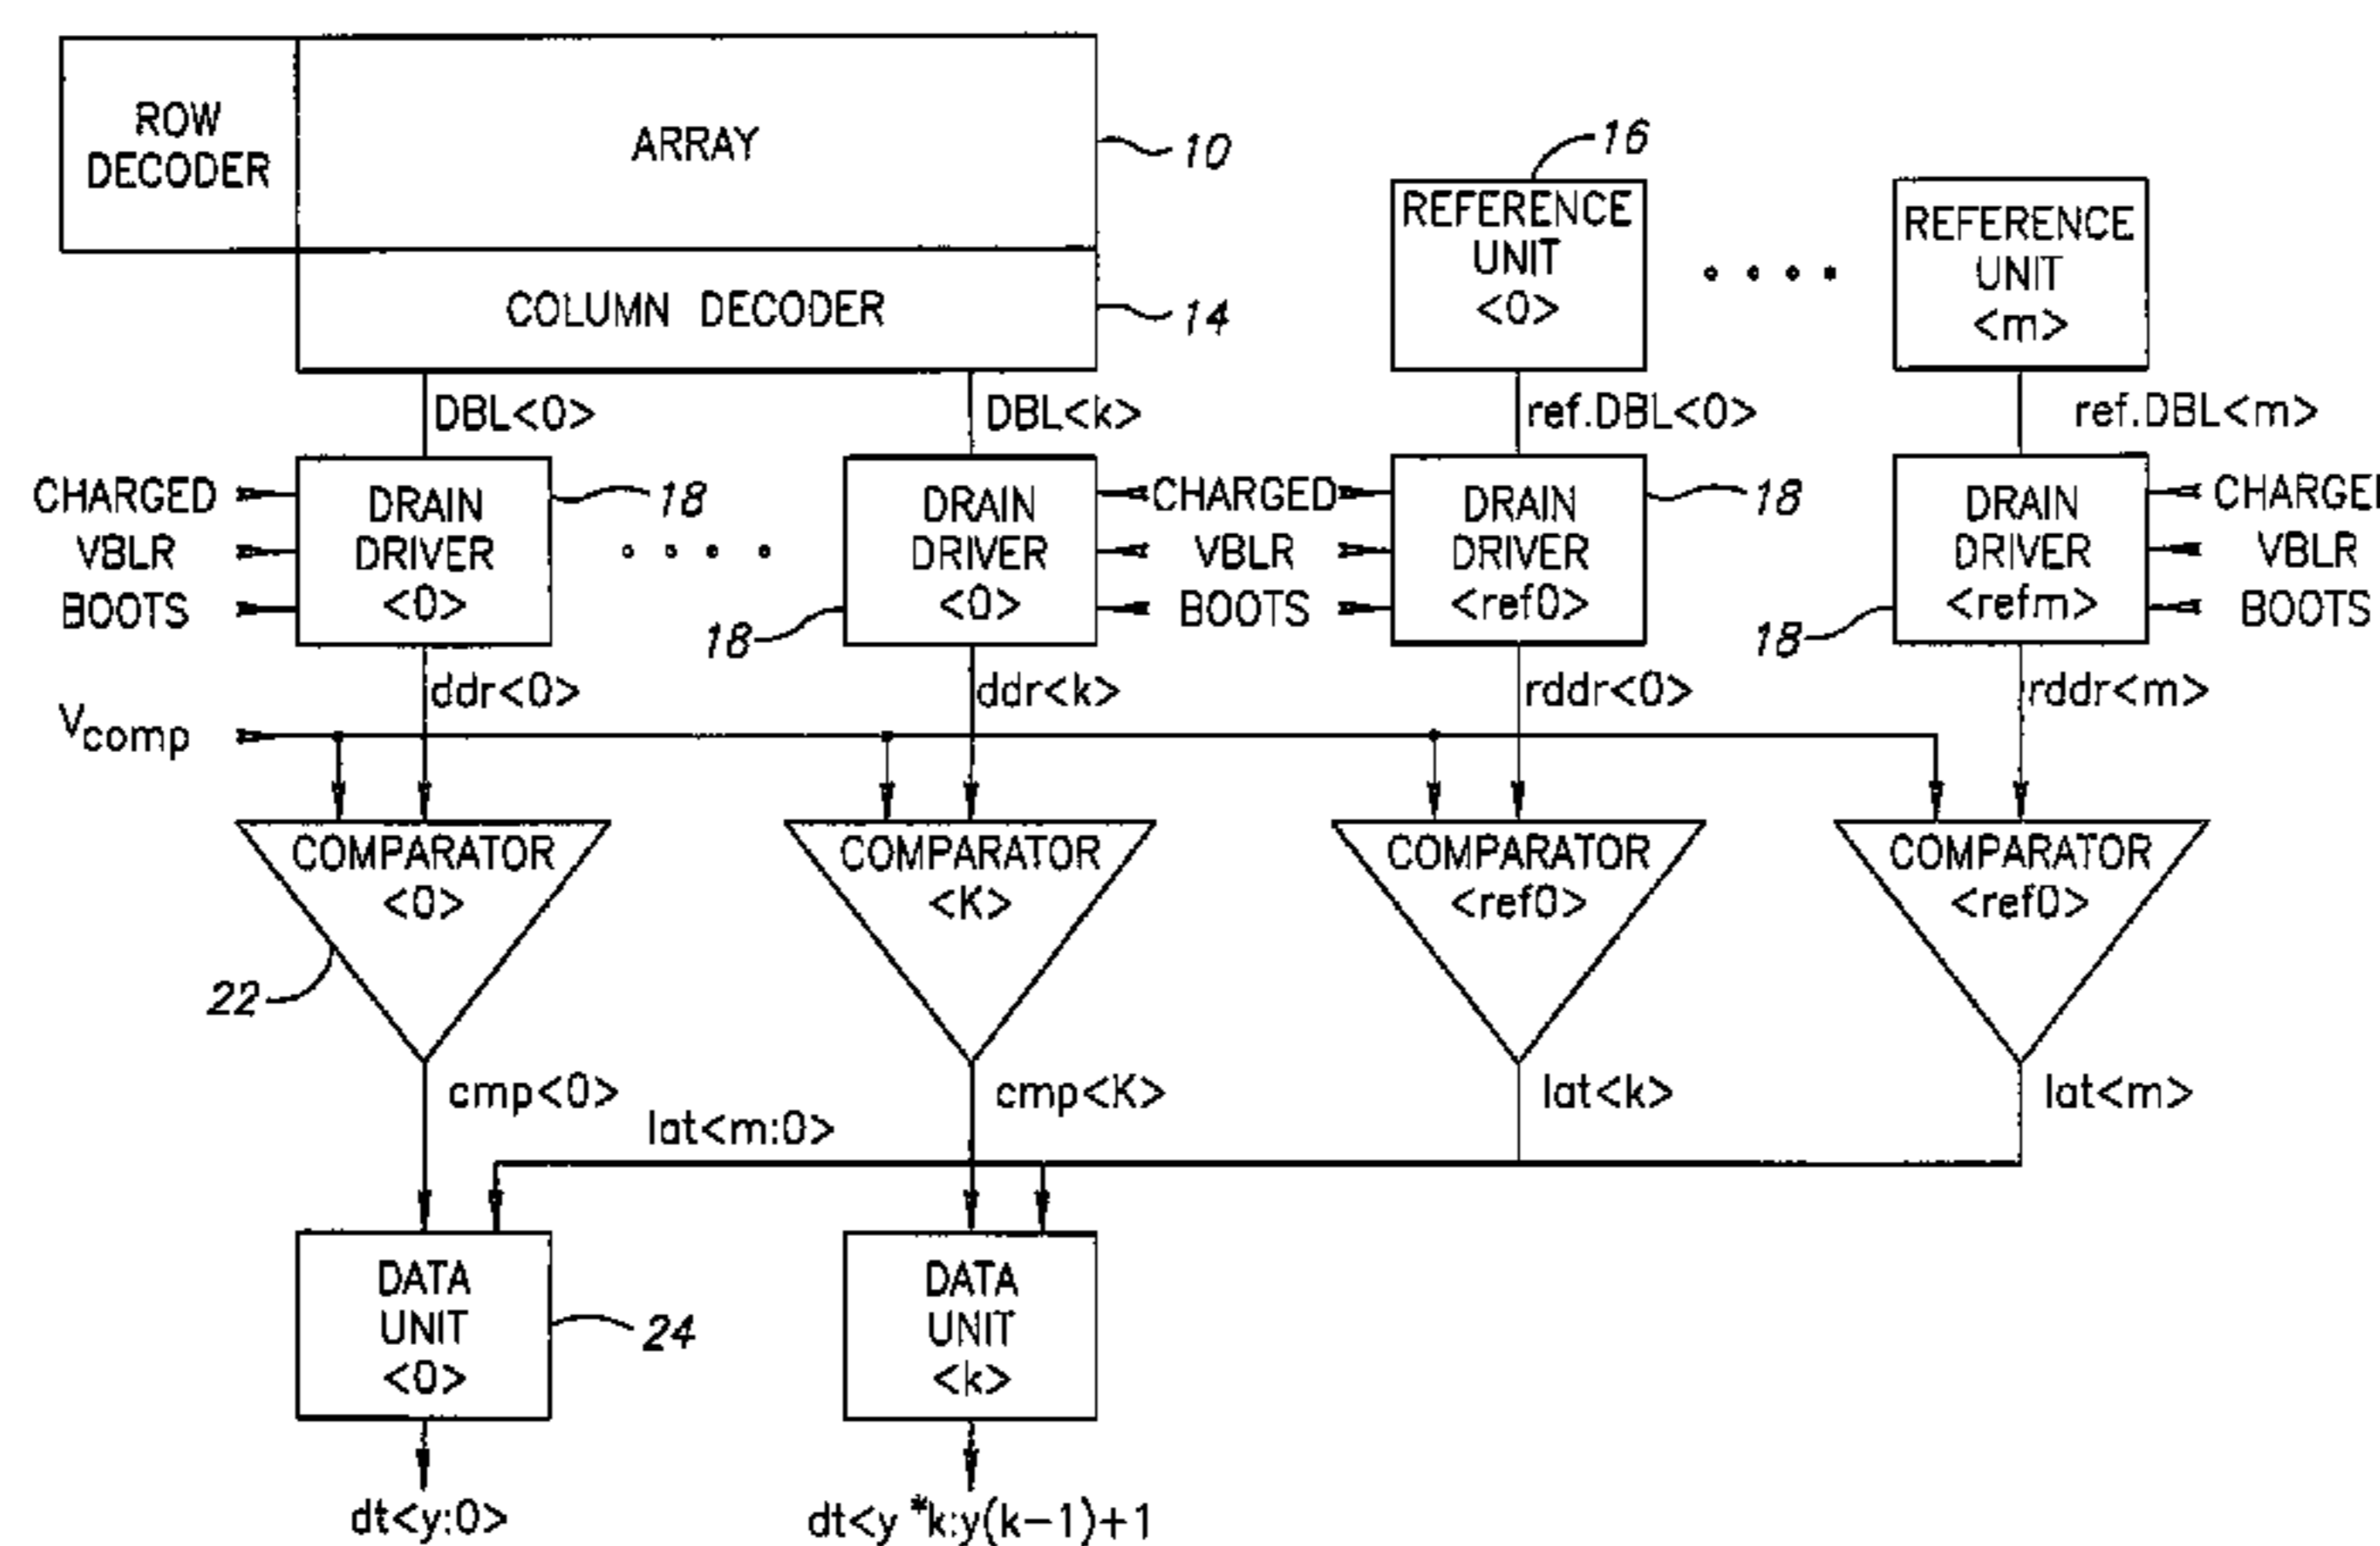 ROW
DECODER
ARRAY
10
COLUMN DECODER
14
16
REFERENCE
UNIT
<0>
REFERENCE
UNIT
<m>
DBL<0>
DBL<k>
ref.DBL<0>
ref.DBL<m>
CHARGED
VBLR
BOOTS
DRAIN
DRIVER
<0>
18
DRAIN
DRIVER
<0>
18
CHARGED
VBLR
BOOTS
DRAIN
DRIVER
<ref0>
18
DRAIN
DRIVER
<refm>
18
CHARGE
VBLR
BOOTS
ddr<0>
ddr<k>
rddr<0>
rddr<m>
Vcomp
COMPARATOR
<0>
22
COMPARATOR
<K>
COMPARATOR
<ref0>
COMPARATOR
<ref0>
cmp<0>
cmp<K>
lat<k>
lat<m>
lat<m:0>
DATA
UNIT
<0>
24
DATA
UNIT
<k>
dt<y:0>
dt<y*k:y(k-1)+1